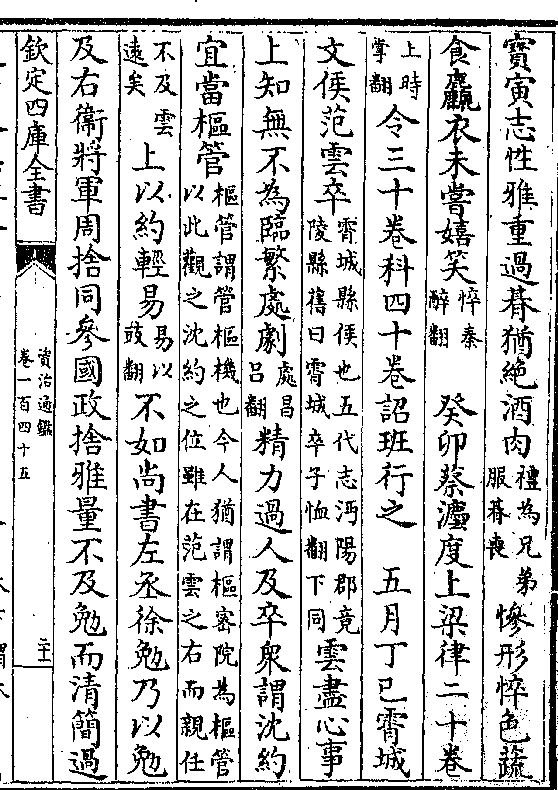 寶寅志性雅重過朞猶絶酒肉禮為兄弟服朞喪慘形悴色蔬
食麤衣未嘗嬉笑悴秦醉翻癸卯蔡灋度上梁律二十卷
上時掌翻令三十卷科四十卷詔班行之五月丁巳霄城
文侯范雲卒霄城縣侯也五代志沔陽郡竟陵縣舊曰霄城卒子恤翻下同雲盡心事
上知無不為臨繁處劇處昌呂翻精力過人及卒衆謂沈約
宜當樞管樞管謂管樞機也今人猶謂樞密院為樞管以此觀之沈約之位雖在范雲之右而親任
不及雲遠矣上以約輕易易以豉翻不如尚書左丞徐勉乃以勉
及右衞將軍周捨同參國政捨雅量不及勉而清簡過
欽定四庫全書
資治通鑑
卷一百四十五
二十